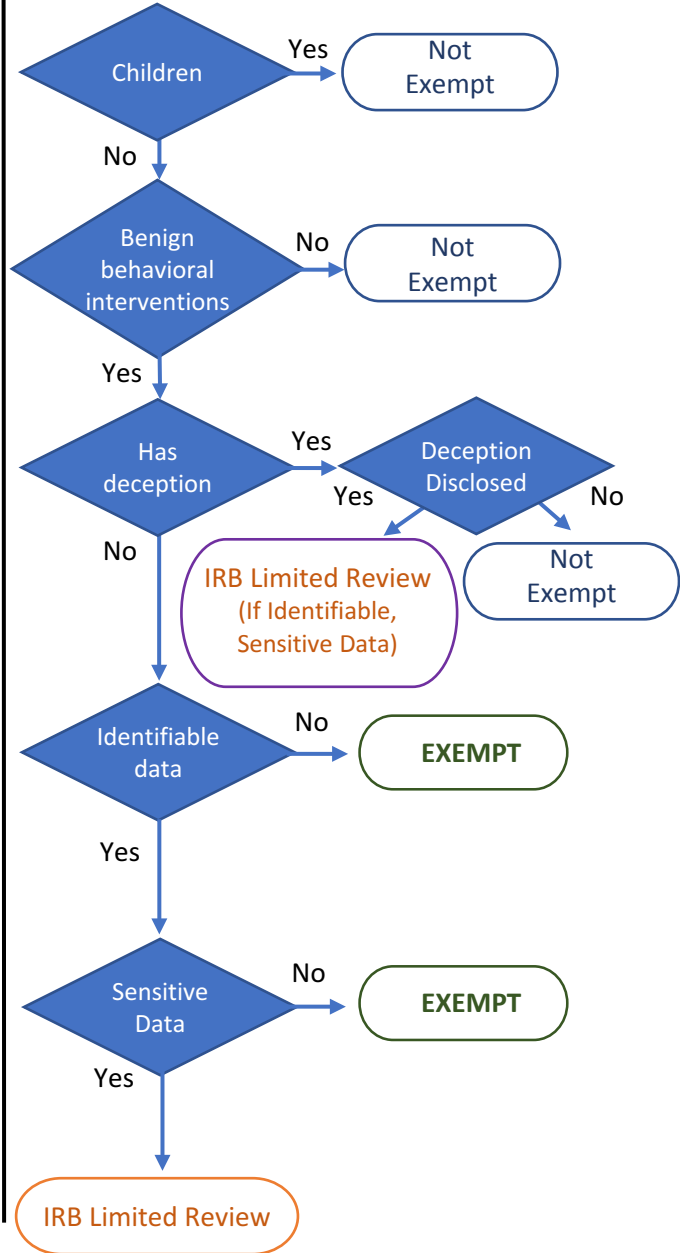 Children
Yes
Not
Exempt
No
Benign
behavioral
interventions
No
Not
Exempt
Yes
Has
deception
Yes
Deception
Disclosed
Yes
No
No
IRB Limited Review
(If Identifiable,
Sensitive Data)
Not
Exempt
Identifiable
data
No
EXEMPT
Yes
Sensitive
Data
No
EXEMPT
Yes
IRB Limited Review